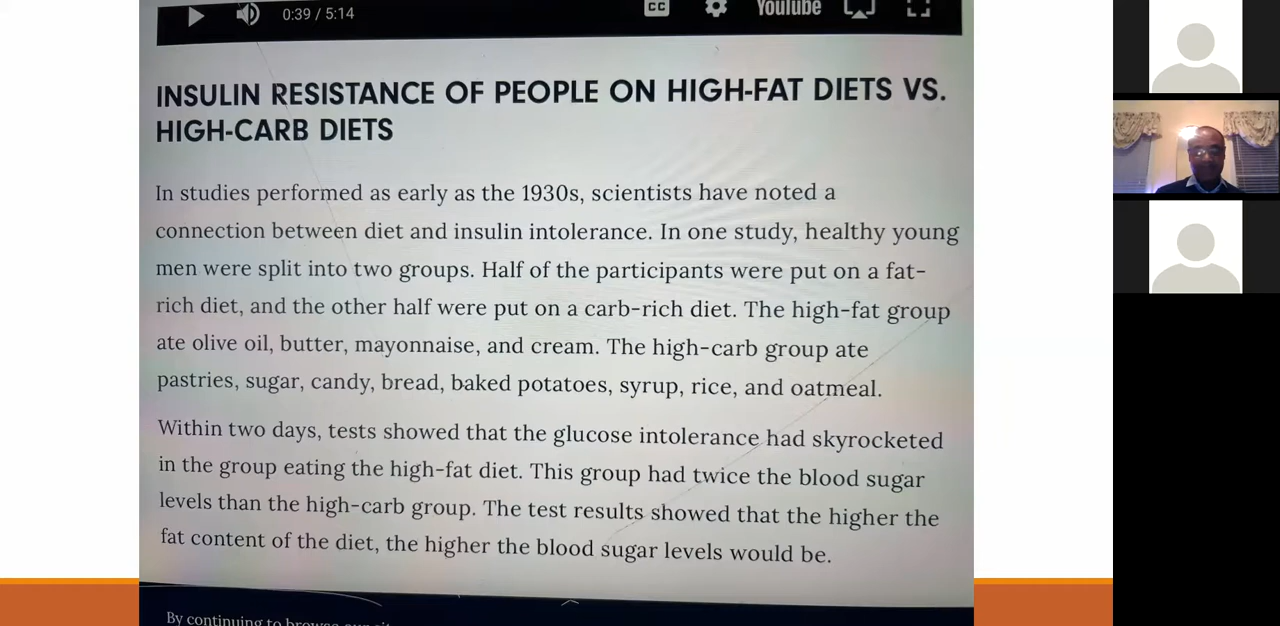 0:39 / 5:14
CC
YouTube
INSULIN RESISTANCE OF PEOPLE ON HIGH-FAT DIETS VS.
HIGH-CARB DIETS
In studies performed as early as the 1930s, scientists have noted a
connection between diet and insulin intolerance. In one study, healthy young
men were split into two groups. Half of the participants were put on a fat-
rich diet, and the other half were put on a carb-rich diet. The high-fat group
ate olive oil, butter, mayonnaise, and cream. The high-carb group ate
pastries, sugar, candy, bread, baked potatoes, syrup, rice, and oatmeal.
Within two days, tests showed that the glucose intolerance had skyrocketed
in the group eating the high-fat diet. This group had twice the blood sugar
levels than the high-carb group. The test results showed that the higher the
fat content of the diet, the higher the blood sugar levels would be.
By continuing to browse